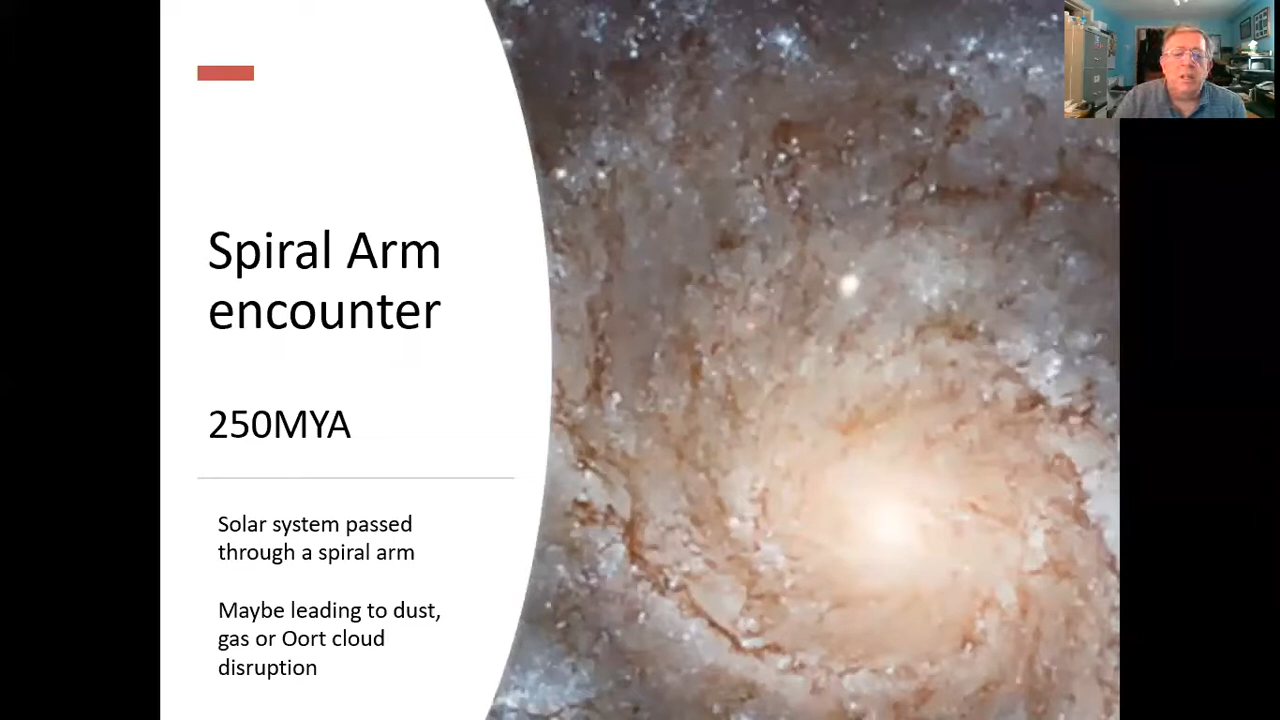 Spiral Arm
encounter
250MYA
Solar system passed
through a spiral arm
Maybe leading to dust,
gas or Oort cloud
disruption